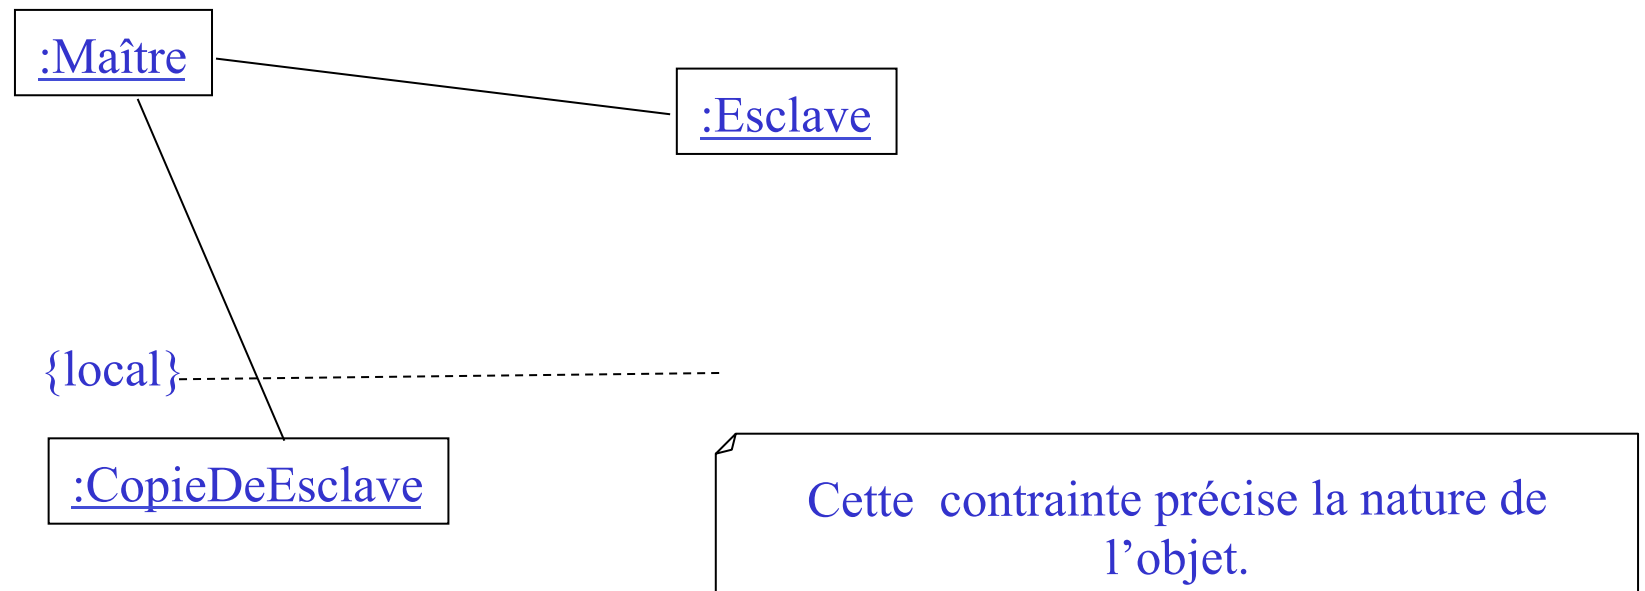 :Maître
:Esclave
{local}
:CopieDeEsclave
Cette contrainte précise la nature de
l’objet.